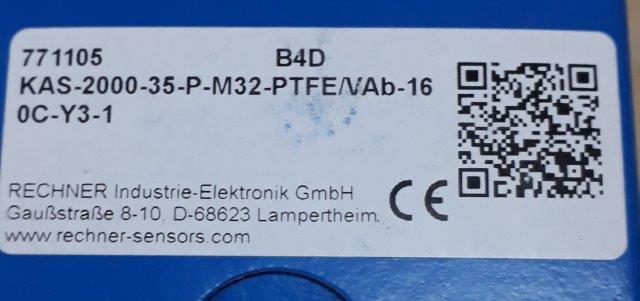 771105 B4D
KAS-2000-35-P-M32-PTFE/VAb-16
0C-Y3-1
RECHNER Industrie-Elektronik GmbH
Gaußstraße 8-10, D-68623 Lampertheim.
www.rechner-sensors.com
CE